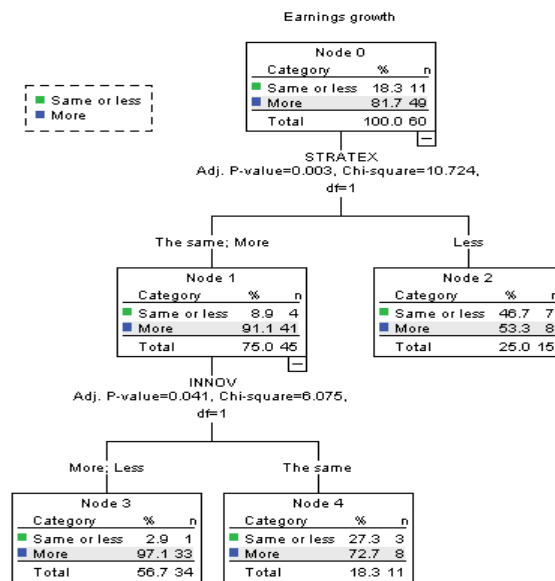 Earnings growth
Same or less
More
Node 0
Category % n
Same or less 18.3 11
More 81.7 49
Total 100.0 60
STRATEX
Adj. P-value=0.003, Chi-square=10.724,
df=1
The same; More
Less
Node 1
Category % n
Same or less 8.9 4
More 91.1 41
Total 75.0 45
Node 2
Category % n
Same or less 46.7 7
More 53.3 8
Total 25.0 15
INNOV
Adj. P-value=0.041, Chi-square=6.075,
df=1
More; Less
The same
Node 3
Category % n
Same or less 2.9 1
More 97.1 33
Total 56.7 34
Node 4
Category % n
Same or less 27.3 3
More 72.7 8
Total 18.3 11